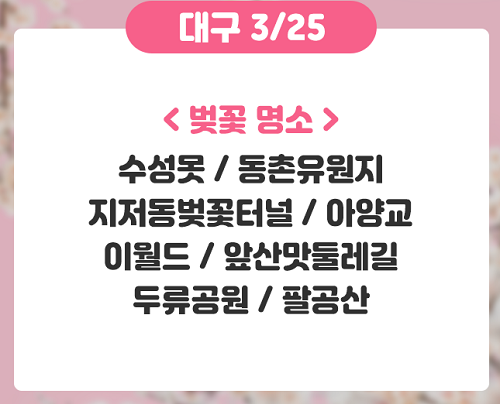 대구 3/25
< 벚꽃 명소 >
수성못 / 동촌유원지
지저동벚꽃터널 / 아양교
이월드 / 앞산맛둘레길
두류공원 / 팔공산